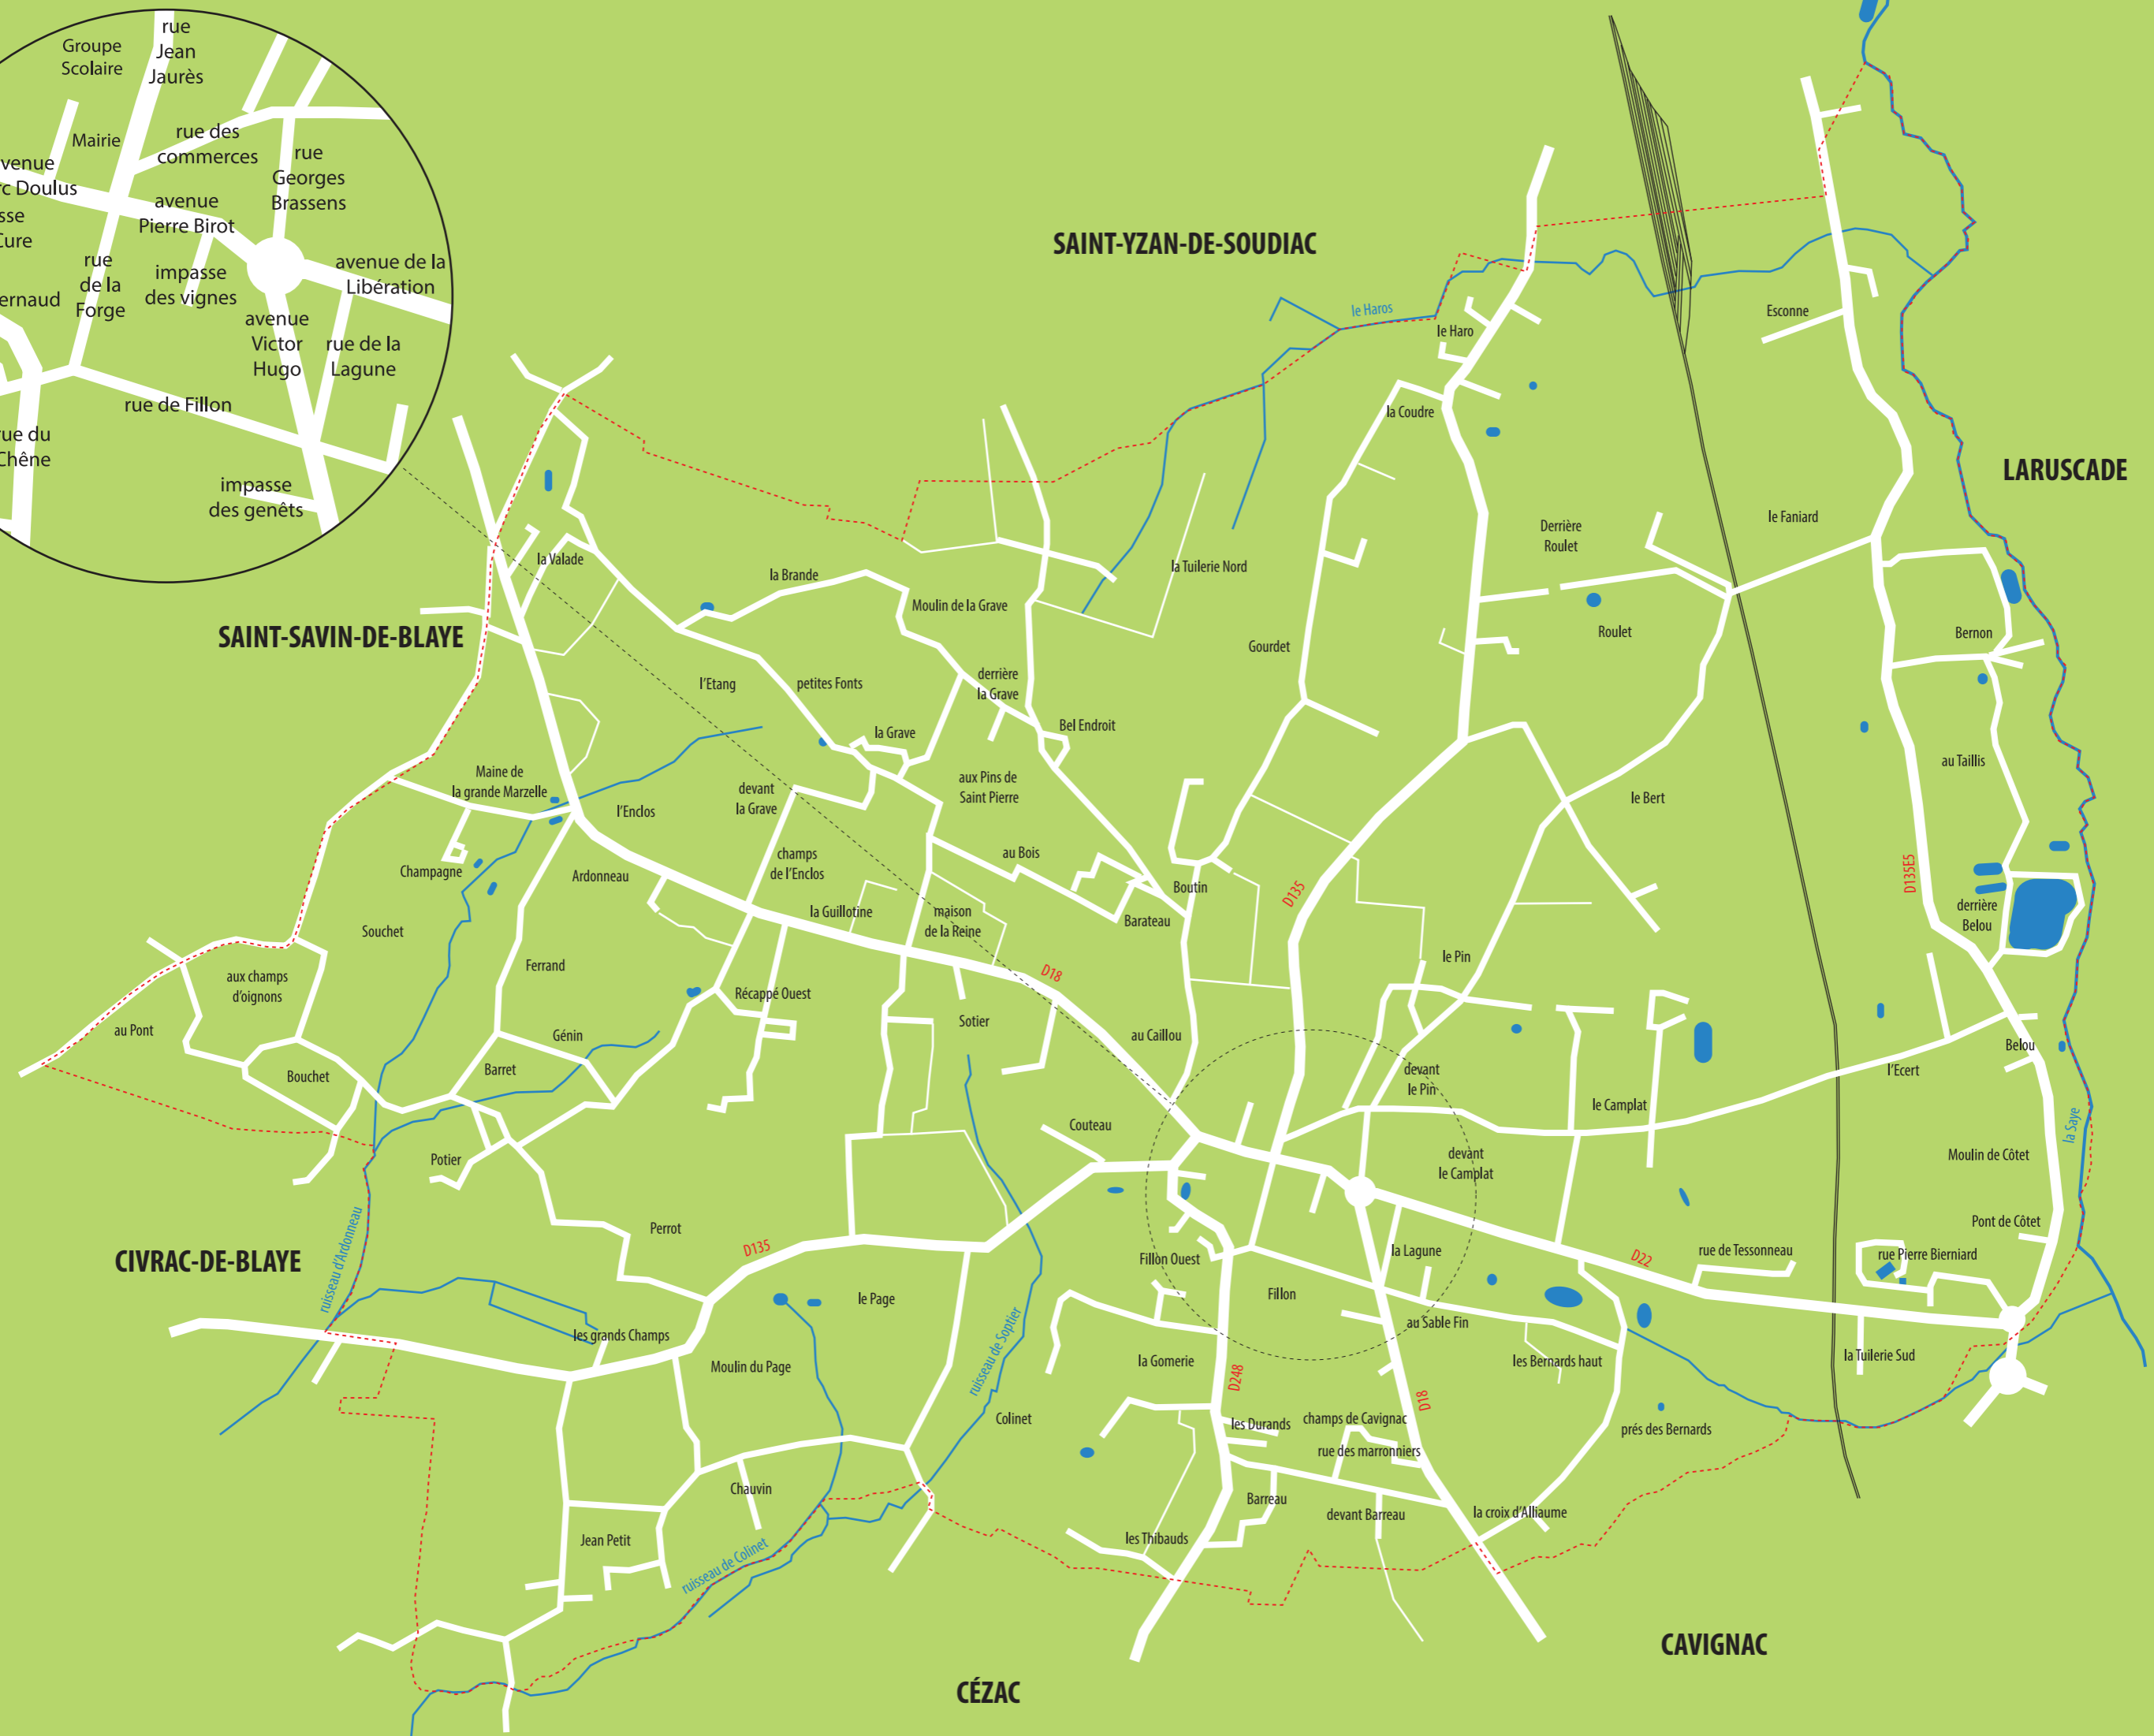 Groupe
Scolaire
rue
Jean
Jaurès
Mairie
rue des
commerces
rue
Georges
Brassens
venue
rc Doulus
sse
Cure
avenue
Pierre Birot
rue
de la
Forge
impasse
des vignes
avenue de la
Libération
ernaud
avenue
Victor
Hugo
rue de la
Lagune
rue de Fillon
rue du
Chêne
impasse
des genêts
SAINT-YZAN-DE-SOUDIAC
le Haros
le Haro
Esconne
la Coudre
LARUSCADE
Derrière
Roulet
le Faniard
la Valade
la Brande
la Tuilerie Nord
Moulin de la Grave
SAINT-SAVIN-DE-BLAYE
Gourdet
Roulet
Bernon
l'Etang
petites Fonts
derrière
la Grave
la Grave
Bel Endroit
au Taillis
Maine de
la grande Marzelle
devant
la Grave
aux Pins de
Saint Pierre
le Bert
l'Enclos
Champagne
Ardonneau
champs
de l'Enclos
au Bois
Boutin
D135
D135E5
la Guillotine
maison
de la Reine
Barateau
derrière
Belou
Souchet
Ferrand
D18
le Pin
aux champs
d'oignons
Récappé Ouest
au Pont
Génin
Sotier
au Caillou
Belou
Bouchet
Barret
devant
le Pin
l'Ecert
le Camplat
la Saye
Couteau
Potier
devant
le Camplat
Moulin de Côtet
Perrot
D135
Pont de Côtet
CIVRAC-DE-BLAYE
ruisseau d'Ardonneau
Fillon Ouest
la Lagune
D22
rue de Tessonneau
rue Pierre Bierniard
le Page
Fillon
ruisseau de Soptier
au Sable Fin
les grands Champs
Moulin du Page
la Gomerie
les Bernards haut
la Tuilerie Sud
D248
D18
Colinet
les Durands
champs de Cavignac
prés des Bernards
rue des marronniers
Chauvin
Barreau
devant Barreau
la croix d'Alliaume
Jean Petit
les Thibauds
ruisseau de Colinet
CAVIGNAC
CÉZAC